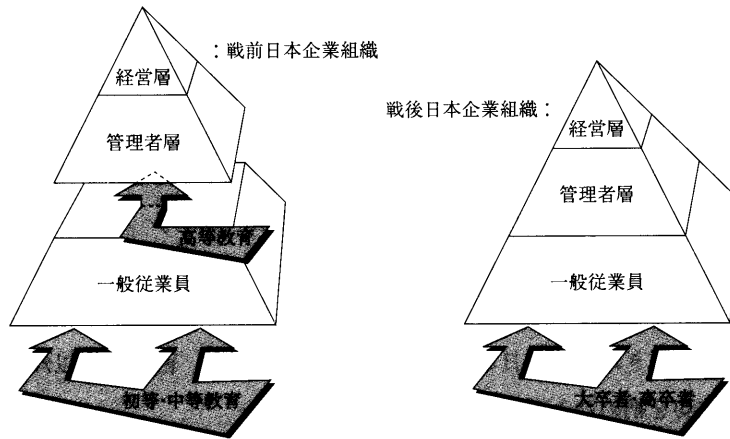 ：戦前日本企業組織
経営層
管理者層
高等教育
一般従業員
初等・中等教育
戦後日本企業組織：
経営層
管理者層
一般従業員
大卒者・高卒者